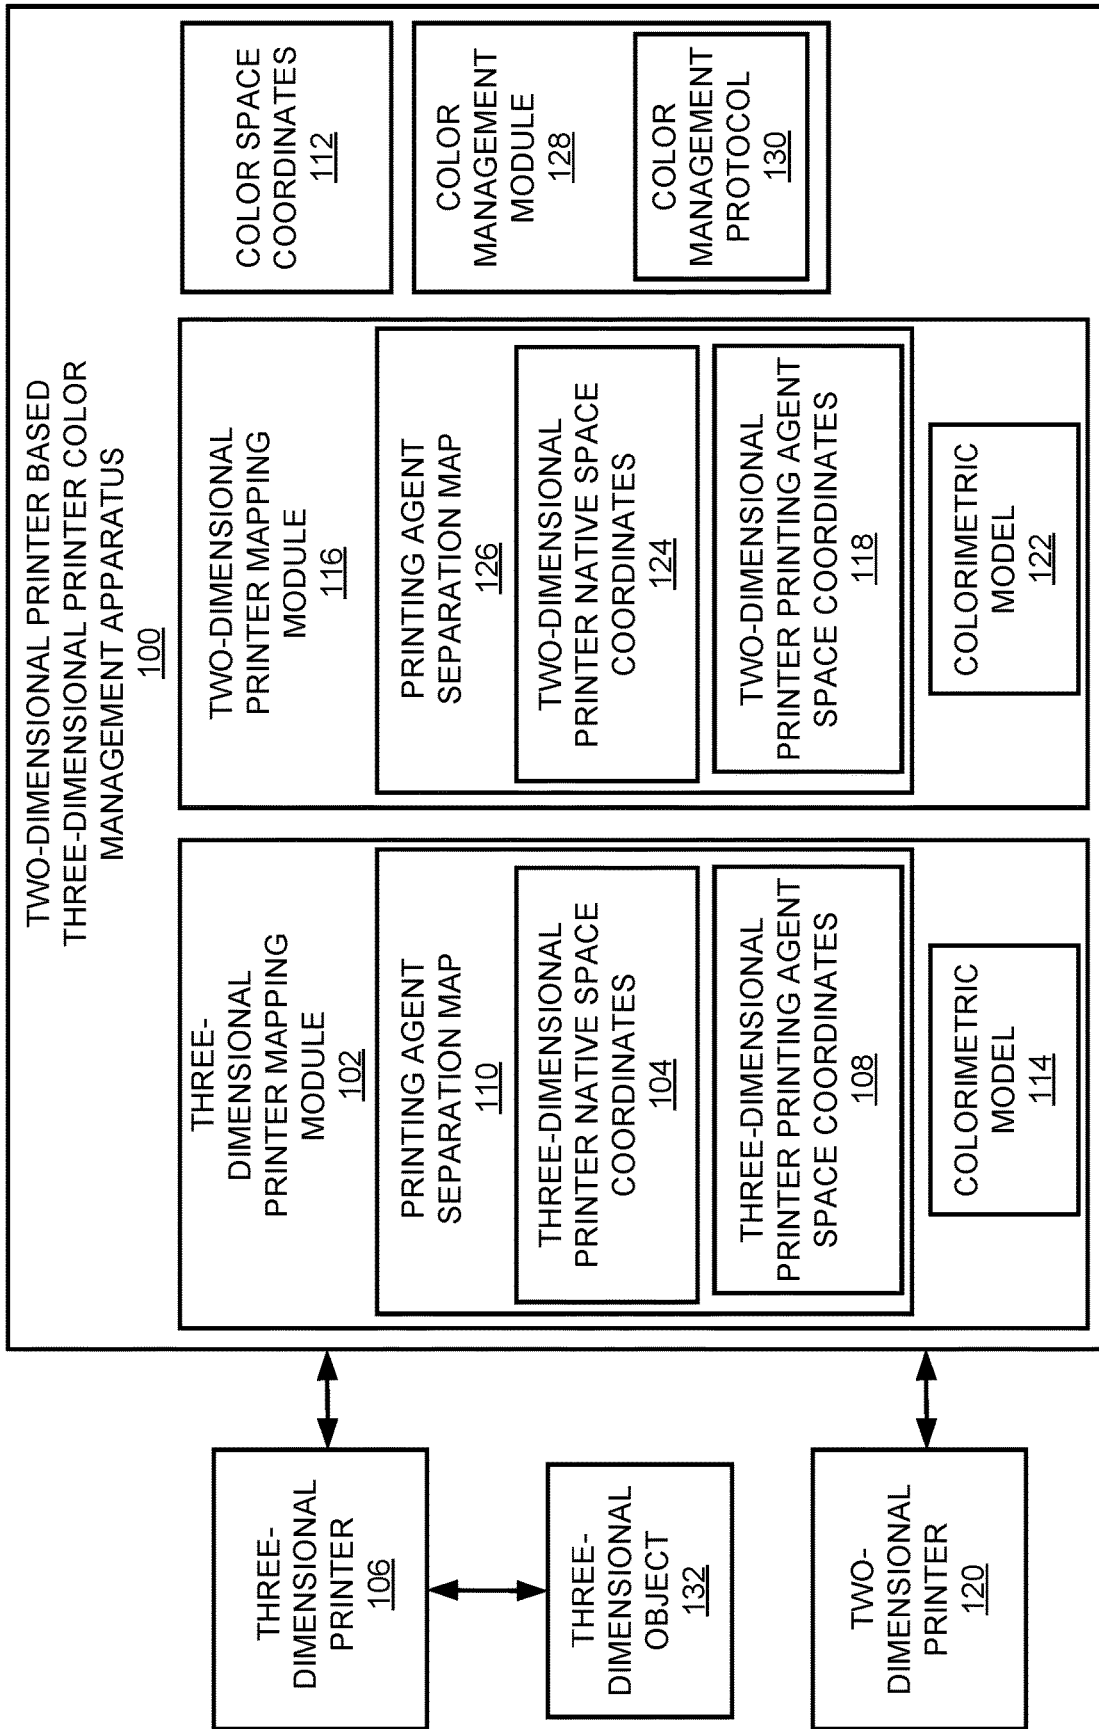 TWO-DIMENSIONAL PRINTER BASED
THREE-DIMENSIONAL PRINTER COLOR
MANAGEMENT APPARATUS
100
THREE-
DIMENSIONAL
PRINTER
106
THREE-
DIMENSIONAL
OBJECT
132
TWO-
DIMENSIONAL
PRINTER
120
THREE-
DIMENSIONAL
PRINTER MAPPING
MODULE
102
PRINTING AGENT
SEPARATION MAP
110
THREE-DIMENSIONAL
PRINTER NATIVE SPACE
COORDINATES
104
THREE-DIMENSIONAL
PRINTER PRINTING AGENT
SPACE COORDINATES
108
COLORIMETRIC
MODEL
114
TWO-DIMENSIONAL
PRINTER MAPPING
MODULE
116
PRINTING AGENT
SEPARATION MAP
126
TWO-DIMENSIONAL
PRINTER NATIVE SPACE
COORDINATES
124
TWO-DIMENSIONAL
PRINTER PRINTING AGENT
SPACE COORDINATES
118
COLORIMETRIC
MODEL
122
COLOR SPACE
COORDINATES
112
COLOR
MANAGEMENT
MODULE
128
COLOR
MANAGEMENT
PROTOCOL
130